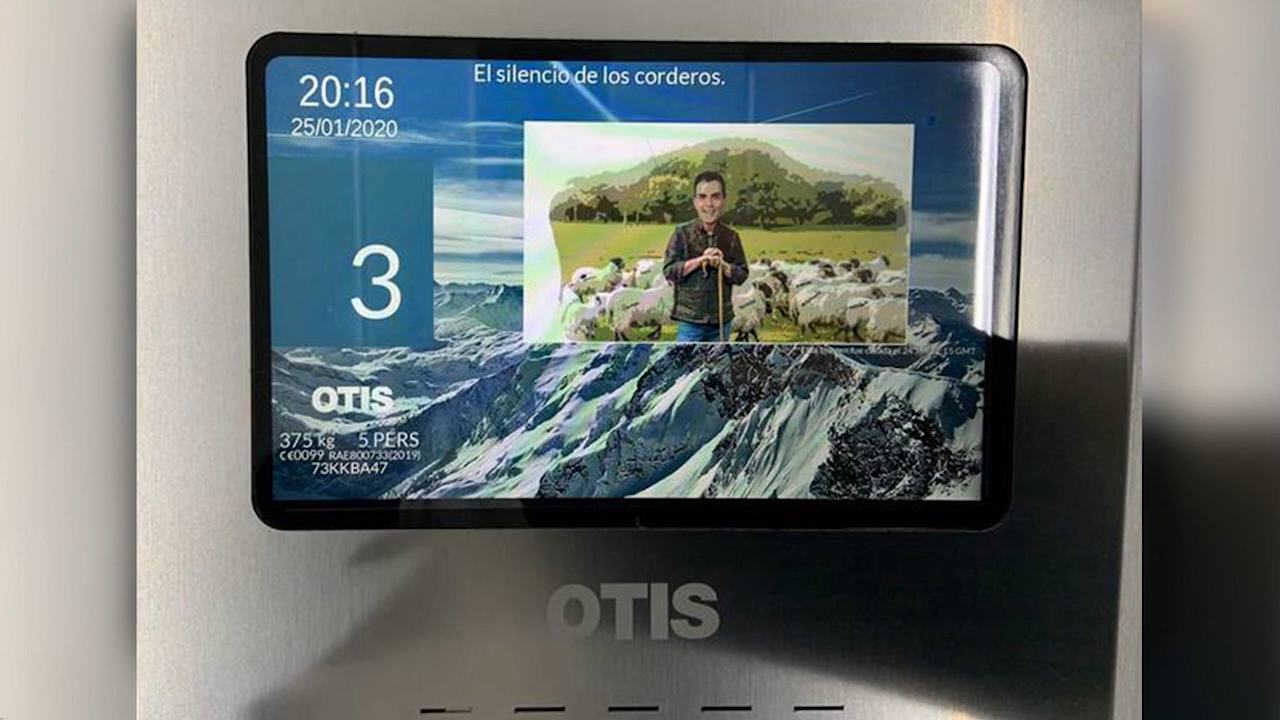 20:16
25/01/2020
El silencio de los corderos.
3
OTIS
375 kg 5 PERS
C€0099 RAE800733(2019)
73KKBA47
OTIS